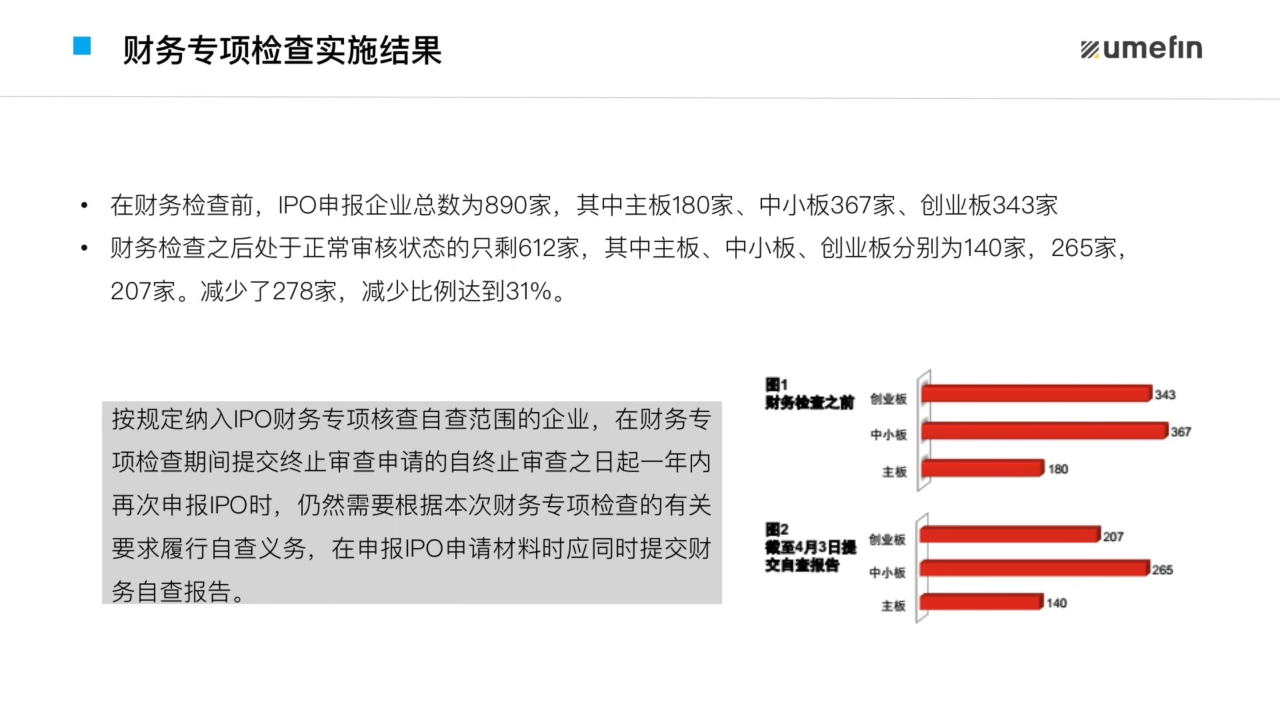 财务专项检查实施结果
umefin
• 在财务检查前，IPO申报企业总数为890家，其中主板180家、中小板367家、创业板343家
• 财务检查之后处于正常审核状态的只剩612家，其中主板、中小板、创业板分别为140家，265家，
207家。减少了278家，减少比例达到31%。
按规定纳入IPO财务专项核查自查范围的企业，在财务专
项检查期间提交终止审查申请的自终止审查之日起一年内
再次申报IPO时，仍然需要根据本次财务专项检查的有关
要求履行自查义务，在申报IPO申请材料时应同时提交财
务自查报告。
图1
财务检查之前
创业板 343
中小板 367
主板 180
图2
截至4月3日提
交自查报告
创业板 207
中小板 265
主板 140